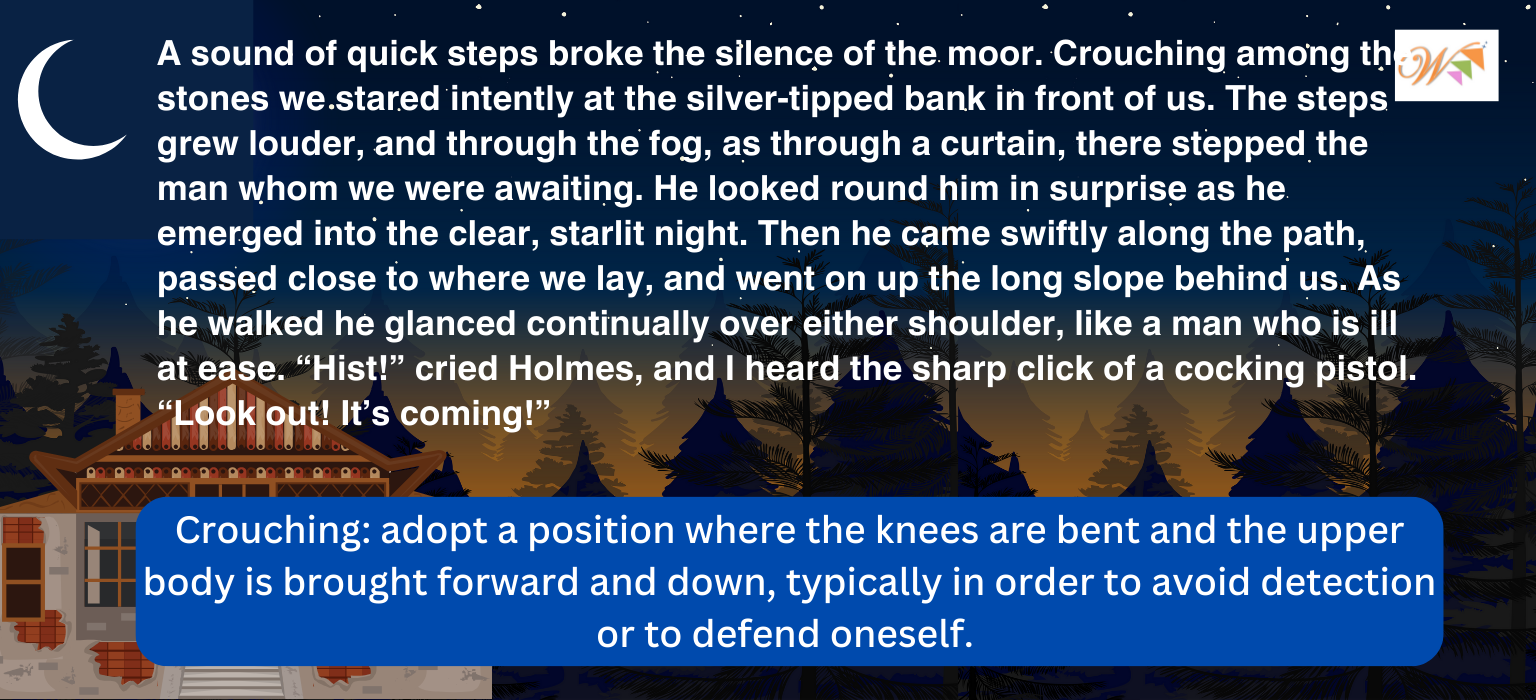 A sound of quick steps broke the silence of the moor. Crouching among the
stones we stared intently at the silver-tipped bank in front of us. The steps
grew louder, and through the fog, as through a curtain, there stepped the
man whom we were awaiting. He looked round him in surprise as he
emerged into the clear, starlit night. Then he came swiftly along the path,
passed close to where we lay, and went on up the long slope behind us. As
he walked he glanced continually over either shoulder, like a man who is ill
at ease. “Hist!” cried Holmes, and I heard the sharp click of a cocking pistol.
“Look out! It’s coming!”
W
Crouching: adopt a position where the knees are bent and the upper
body is brought forward and down, typically in order to avoid detection
or to defend oneself.